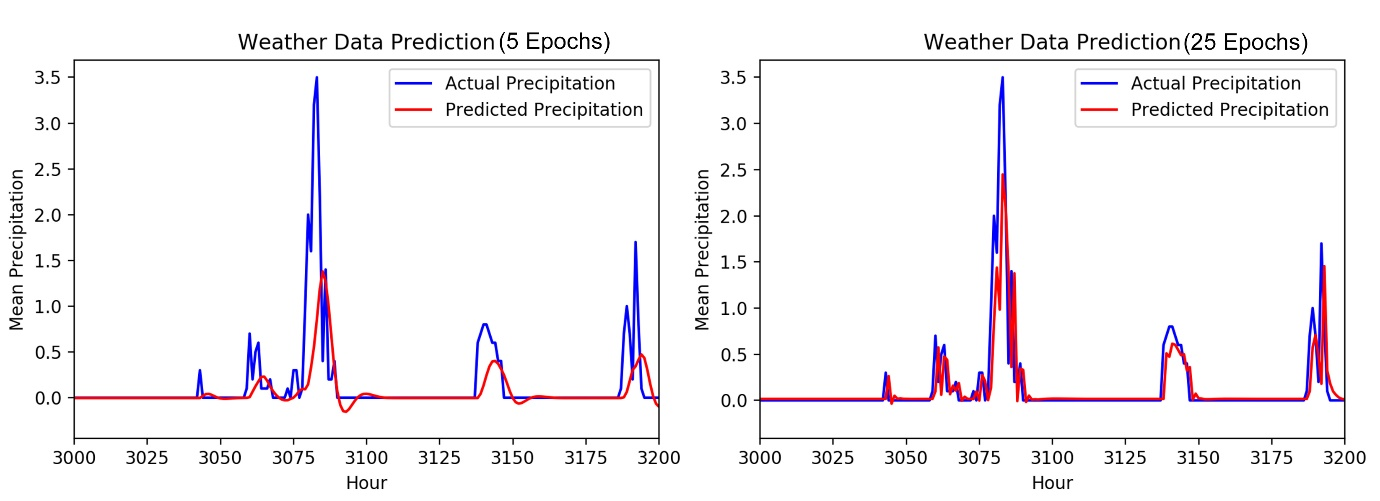 Weather Data Prediction (5 Epochs)
Actual Precipitation
Predicted Precipitation
Mean Precipitation
3.5
3.0
2.5
2.0
1.5
1.0
0.5
0.0
3000 3025 3050 3075 3100 3125 3150 3175 3200
Hour
Weather Data Prediction (25 Epochs)
Actual Precipitation
Predicted Precipitation
Mean Precipitation
3.5
3.0
2.5
2.0
1.5
1.0
0.5
0.0
3000 3025 3050 3075 3100 3125 3150 3175 3200
Hour